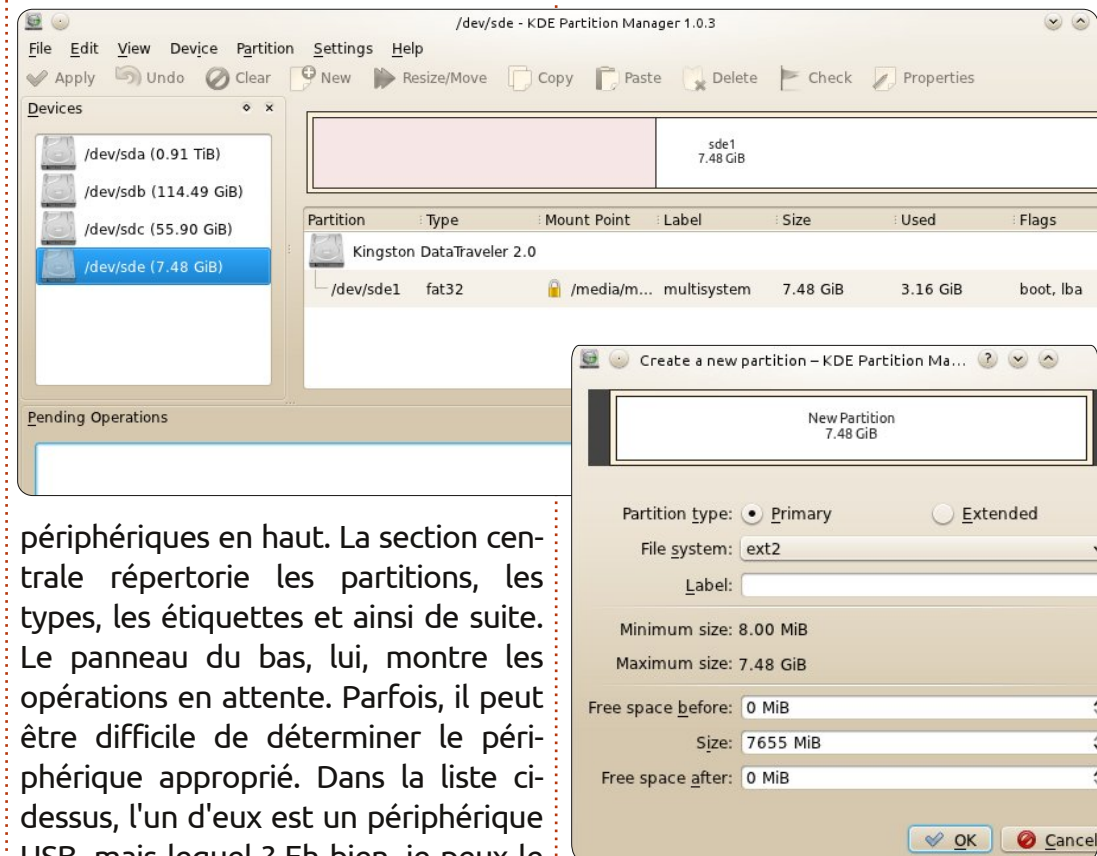 /dev/sde - KDE Partition Manager 1.0.3
File Edit View Device Partition Settings Help
Apply Undo Clear New Resize/Move Copy Paste Delete Check Properties
Devices
/dev/sda (0.91 TiB)
/dev/sdb (114.49 GiB)
/dev/sdc (55.90 GiB)
/dev/sde (7.48 GiB)
sde1
7.48 GiB
Partition Type Mount Point Label Size Used Flags
Kingston DataTraveler 2.0
/dev/sde1 fat32 /media/m... multisystem 7.48 GiB 3.16 GiB boot, lba
Pending Operations
Create a new partition – KDE Partition Ma...
New Partition
7.48 GiB
Partition type: Primary Extended
File system: ext2
Label:
Minimum size: 8.00 MiB
Maximum size: 7.48 GiB
Free space before: 0 MiB
Size: 7655 MiB
Free space after: 0 MiB
OK Cancel
périphériques en haut. La section cen-
trale répertorie les partitions, les
types, les étiquettes et ainsi de suite.
Le panneau du bas, lui, montre les
opérations en attente. Parfois, il peut
être difficile de déterminer le péri-
phérique approprié. Dans la liste ci-
dessus, l'un d'eux est un périphérique
USB, mais lequel ? Eh bien, je peux le